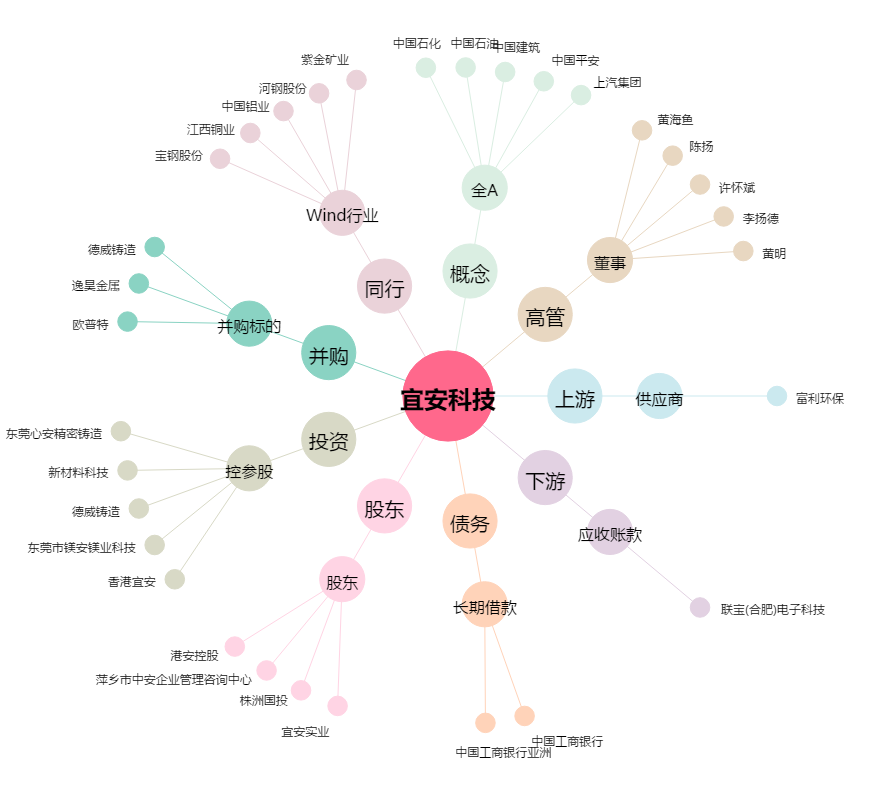 中国石化
中国石油
中国建筑
中国平安
上汽集团
紫金矿业
河钢股份
中国铝业
江西铜业
宝钢股份
Wind行业
同行
全A
概念
黄海鱼
陈扬
许怀斌
李扬德
黄明
董事
高管
德威铸造
逸昊金属
欧普特
并购标的
并购
宜安科技
上游
供应商
富利环保
东莞心安精密铸造
新材料科技
德威铸造
东莞市镁安镁业科技
香港宜安
控参股
投资
下游
应收账款
联宝(合肥)电子科技
股东
股东
港安控股
萍乡市中安企业管理咨询中心
株洲国投
宜安实业
债务
长期借款
中国工商银行
中国工商银行亚洲